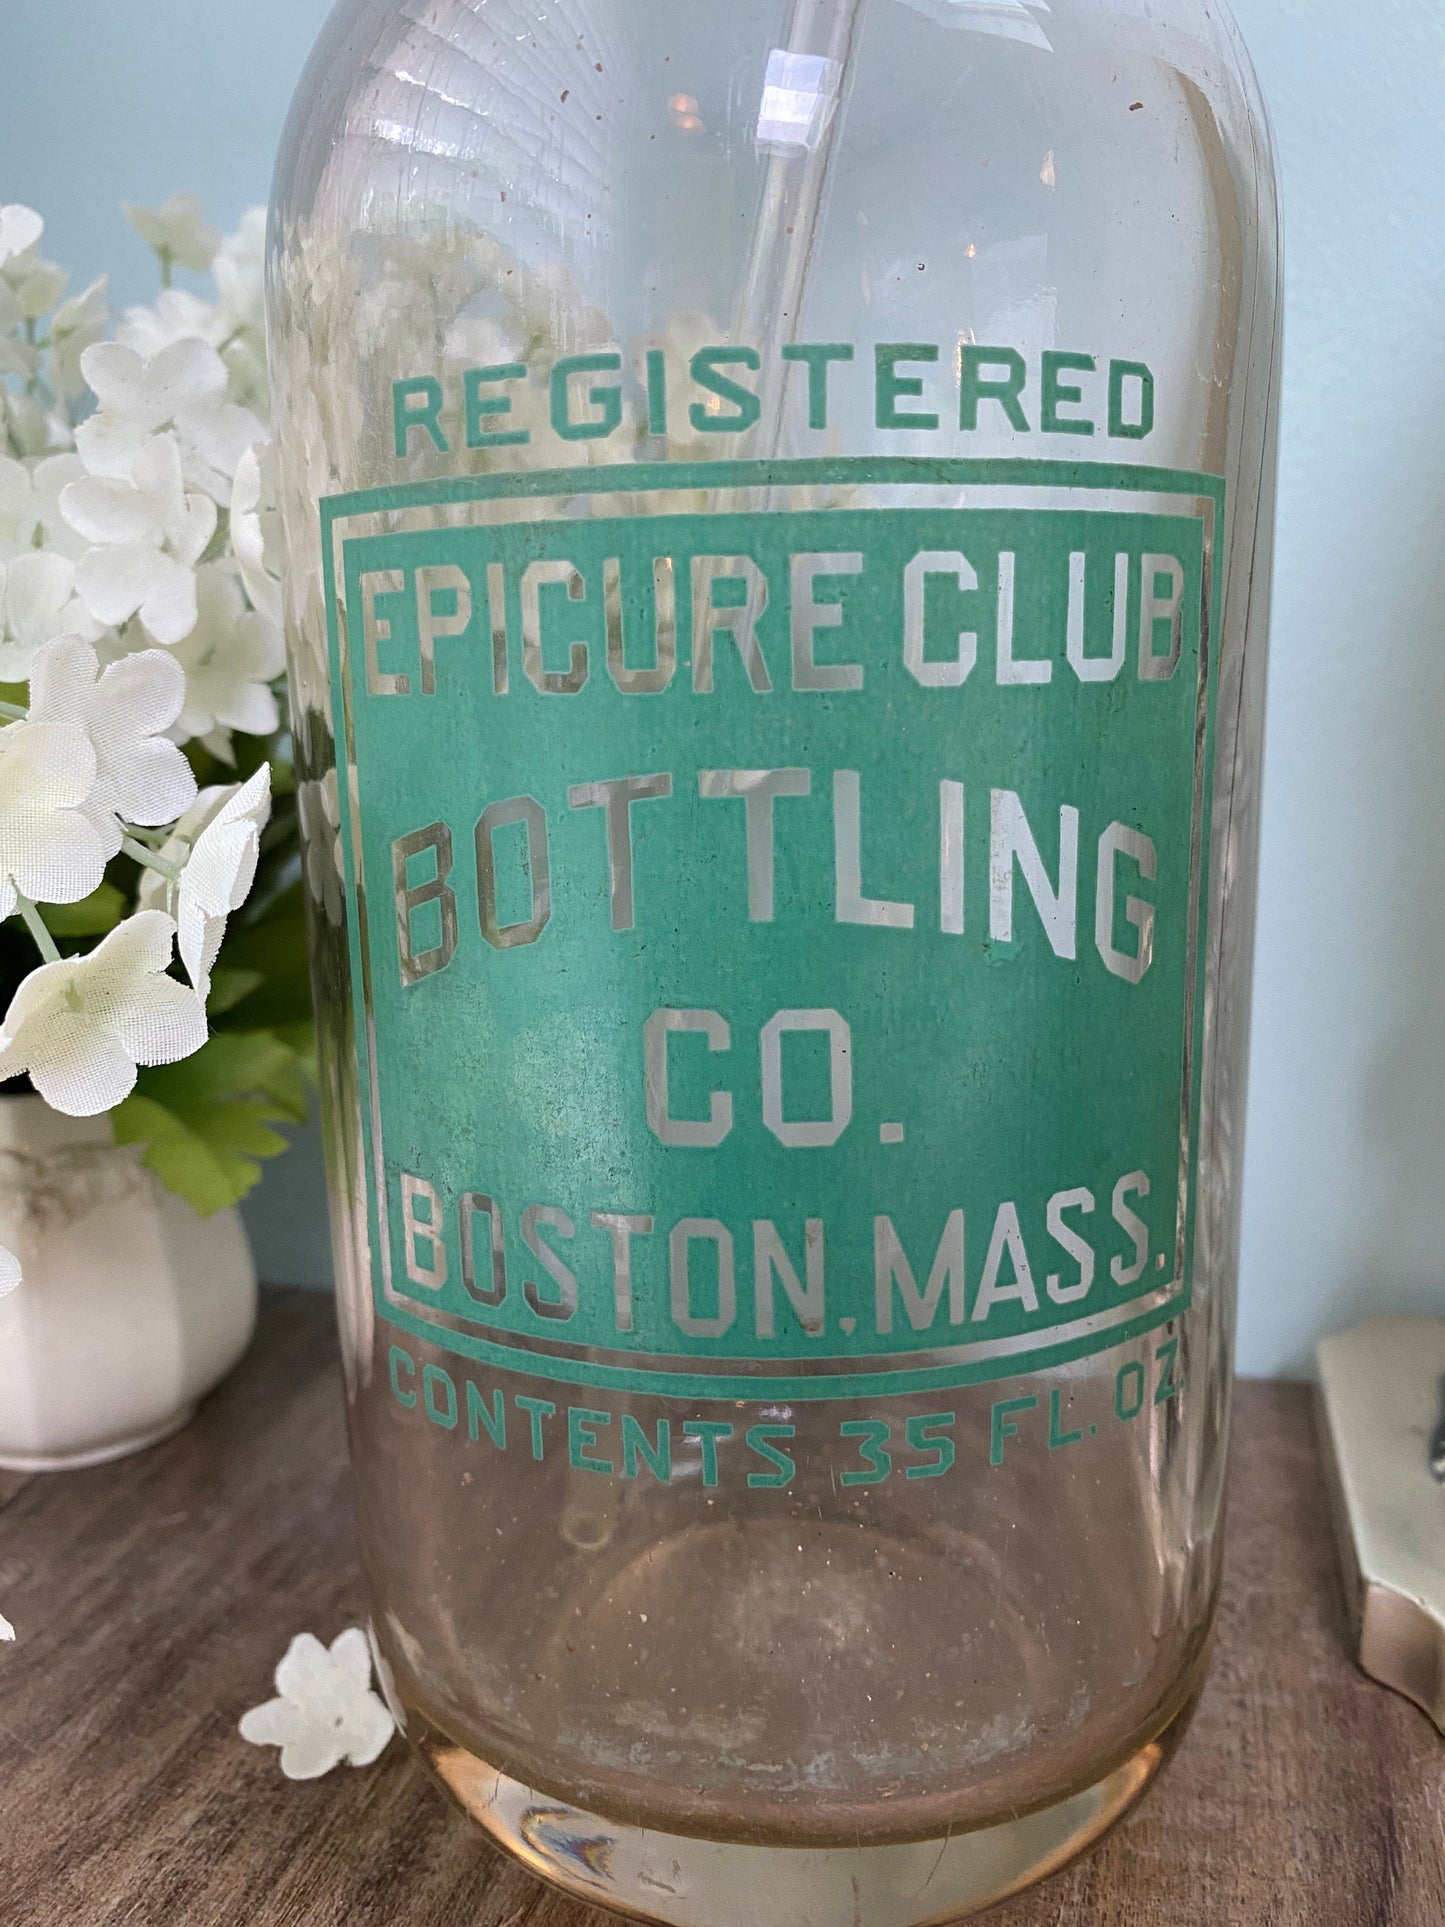 REGISTERED
EPICURE CLUB
BOTTLING
CO.
BOSTON, MASS.
CONTENTS 35 FL. OZ.